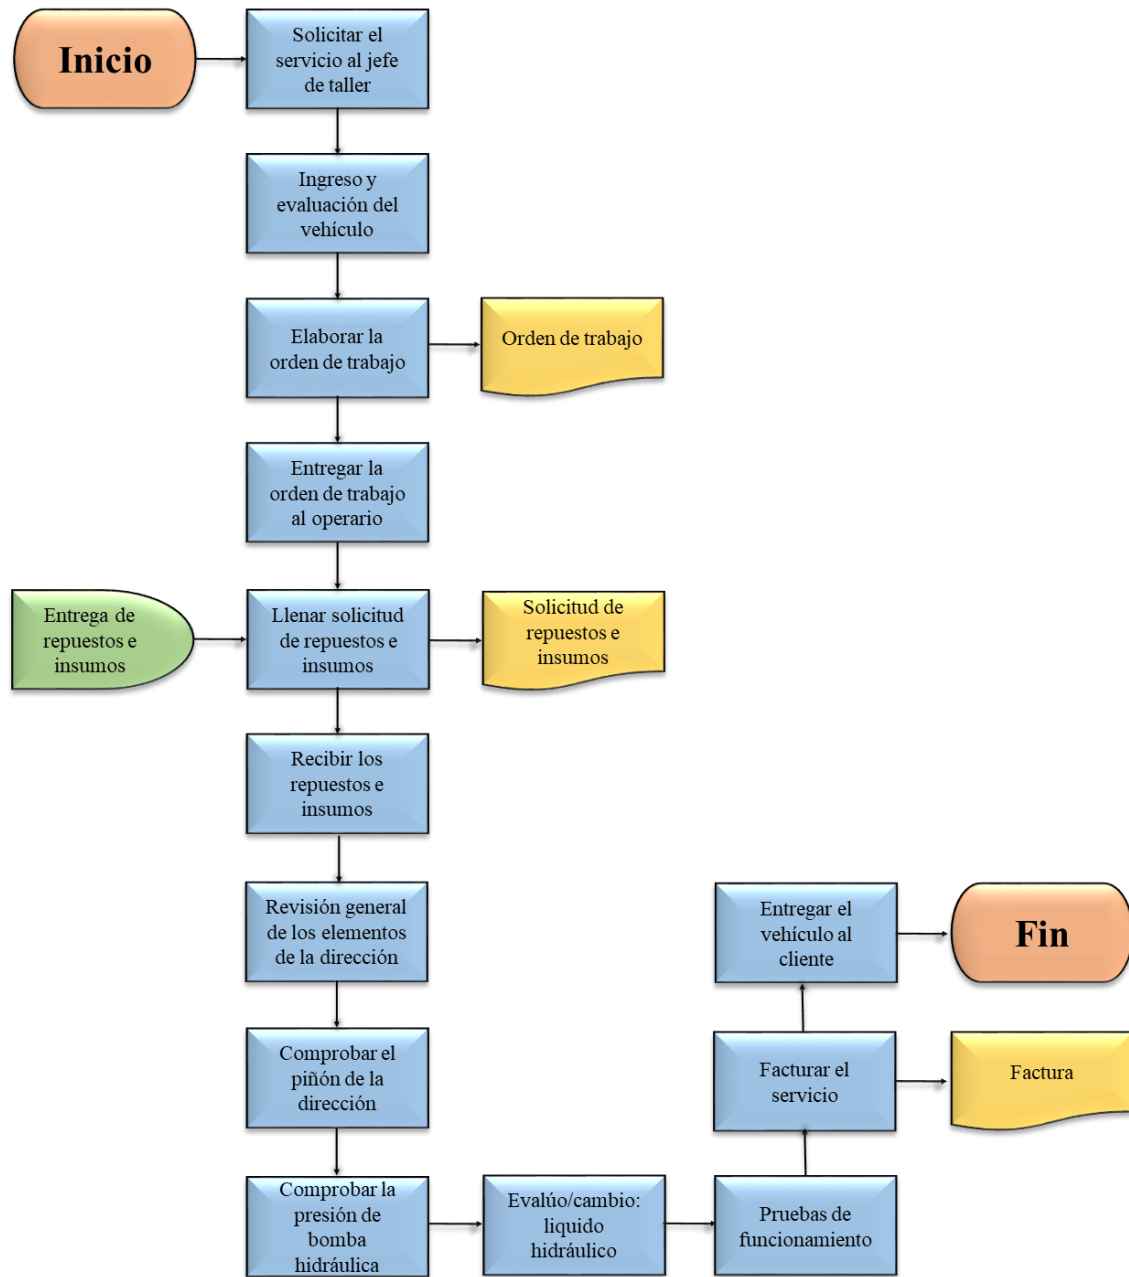 Inicio
Solicitar el
servicio al jefe
de taller
Ingreso y
evaluación del
vehículo
Elaborar la
orden de trabajo
Orden de trabajo
Entregar la
orden de trabajo
al operario
Entrega de
repuestos e
insumos
Llenar solicitud
de repuestos e
insumos
Solicitud de
repuestos e
insumos
Recibir los
repuestos e
insumos
Revisión general
de los elementos
de la dirección
Comprobar el
piñón de la
dirección
Comprobar la
presión de
bomba
hidráulica
Evalúo/cambio:
liquido
hidráulico
Pruebas de
funcionamiento
Facturar el
servicio
Factura
Entregar el
vehículo al
cliente
Fin